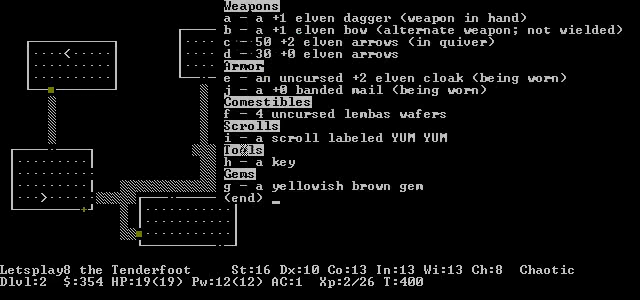 Weapons
a - a +1 elven dagger (weapon in hand)
b - a +1 elven bow (alternate weapon; not wielded)
c - 50 +2 elven arrows (in quiver)
d - 30 +0 elven arrows
Armor
e - an uncursed +2 elven cloak (being worn)
j - a +0 banded mail (being worn)
Comestibles
f - 4 uncursed lembas wafers
Scrolls
i - a scroll labeled YUM YUM
Tools
h - a key
Gems
g - a yellowish brown gem
(end)
Letsplay8 the Tenderfoot St:16 Dx:10 Co:13 In:13 Wi:13 Ch:8 Chaotic
Dlvl:2 $:354 HP:19(19) Pw:12(12) AC:1 Xp:2/26 T:400